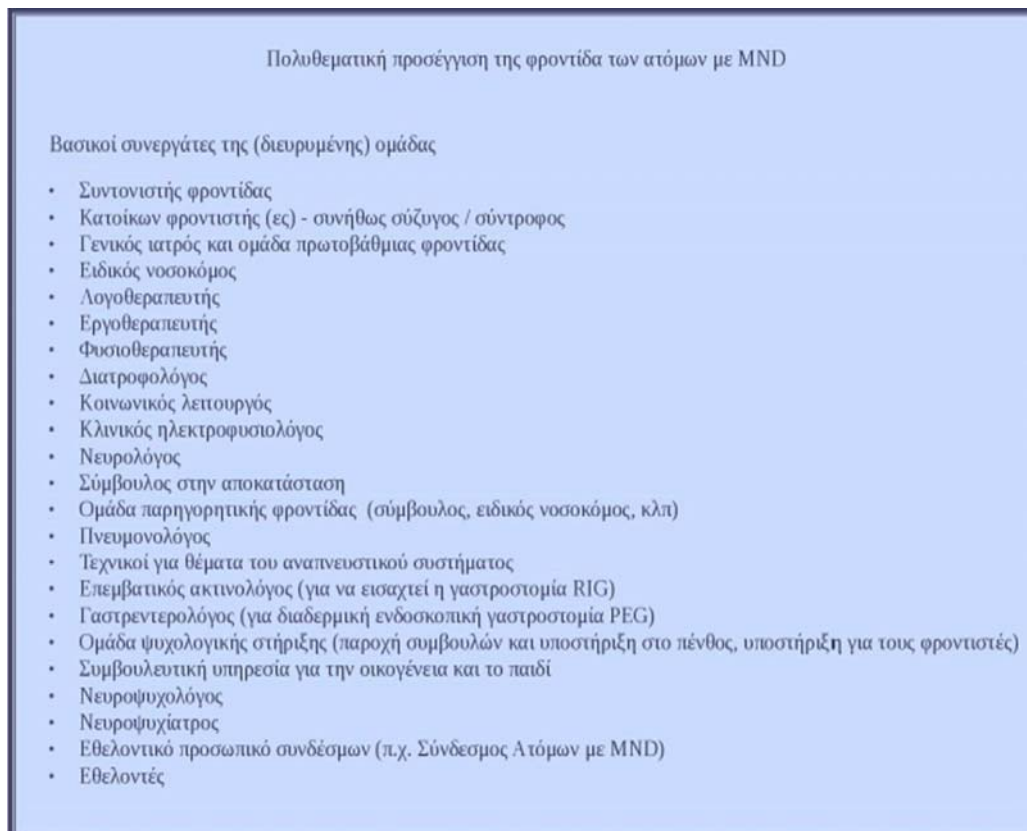 Πολυθεματική προσέγγιση της φροντίδα των ατόμων με MND
Βασικοί συνεργάτες της (διευρυμένης) ομάδας
• Συντονιστής φροντίδας
• Κατοίκων φροντιστής (ες) - συνήθως σύζυγος / σύντροφος
• Γενικός ιατρός και ομάδα πρωτοβάθμιας φροντίδας
• Ειδικός νοσοκόμος
• Λογοθεραπευτής
• Εργοθεραπευτής
• Φυσιοθεραπευτής
• Διατροφολόγος
• Κοινωνικός λειτουργός
• Κλινικός ηλεκτροφυσιολόγος
• Νευρολόγος
• Σύμβουλος στην αποκατάσταση
• Ομάδα παρηγορητικής φροντίδας (σύμβουλος, ειδικός νοσοκόμος, κλπ)
• Πνευμονολόγος
• Τεχνικοί για θέματα του αναπνευστικού συστήματος
• Επεμβατικός ακτινολόγος (για να εισαχτεί η γαστροστομία RIG)
• Γαστρεντερολόγος (για διαδερμική ενδοσκοπική γαστροστομία PEG)
• Ομάδα ψυχολογικής στήριξης (παροχή συμβουλών και υποστήριξη στο πένθος, υποστήριξη για τους φροντιστές)
• Συμβουλευτική υπηρεσία για την οικογένεια και το παιδί
• Νευροψυχολόγος
• Νευροψυχίατρος
• Εθελοντικό προσωπικό συνδέσμων (π.χ. Σύνδεσμος Ατόμων με MND)
• Εθελοντές